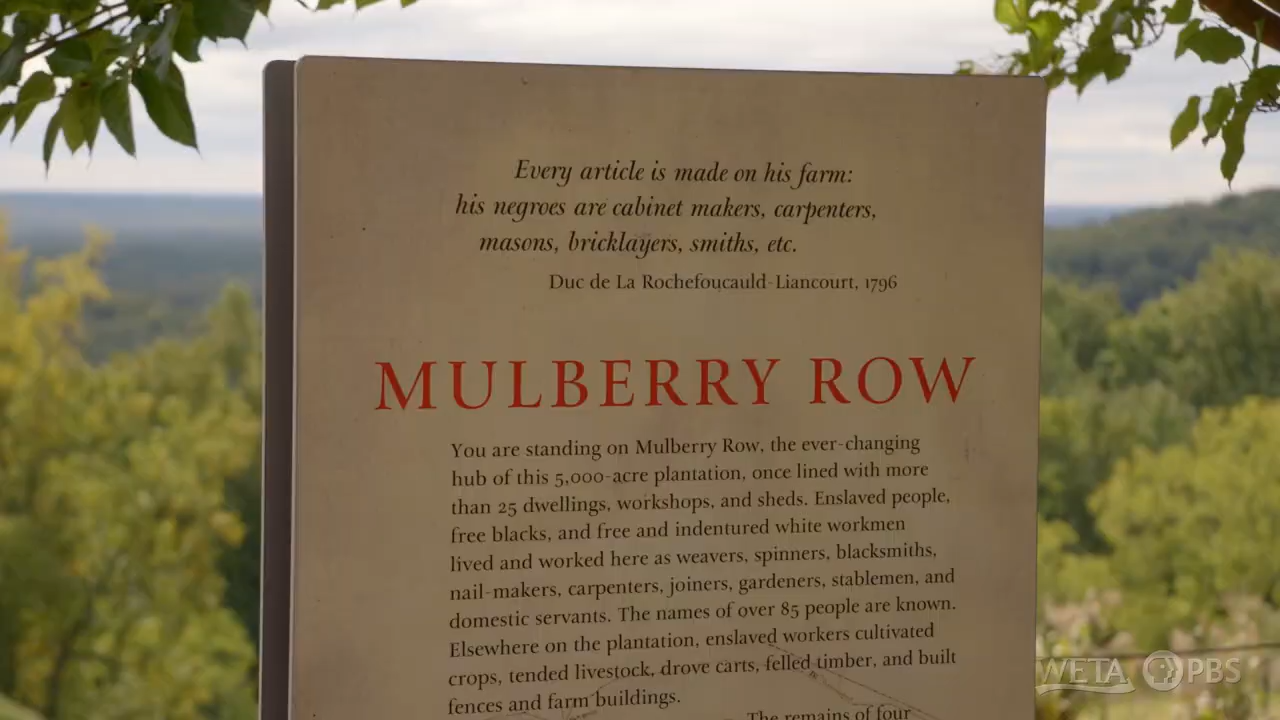 Every article is made on his farm:
his negroes are cabinet makers, carpenters,
masons, bricklayers, smiths, etc.
Duc de La Rochefoucauld-Liancourt, 1796
MULBERRY ROW
You are standing on Mulberry Row, the ever-changing
hub of this 5,000-acre plantation, once lined with more
than 25 dwellings, workshops, and sheds. Enslaved people,
free blacks, and free and indentured white workmen
lived and worked here as weavers, spinners, blacksmiths,
nail-makers, carpenters, joiners, gardeners, stablemen, and
domestic servants. The names of over 85 people are known.
Elsewhere on the plantation, enslaved workers cultivated
crops, tended livestock, drove carts, felled timber, and built
fences and farm buildings.
The remains of four
WETA PBS